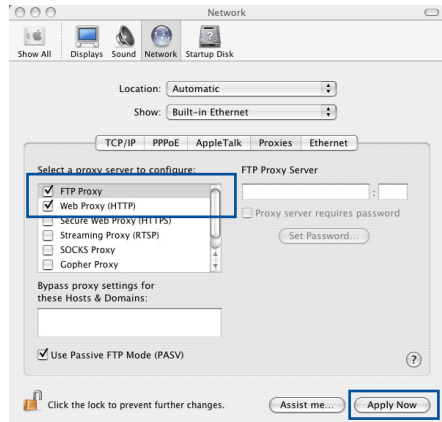 Network
Show All Displays Sound Network Startup Disk
Location: Automatic
Show: Built-in Ethernet
TCP/IP PPPoE AppleTalk Proxies Ethernet
Select a proxy server to configure:
FTP Proxy Server
FTP Proxy
Web Proxy (HTTP)
:
Secure Web Proxy (HTTPS)
Proxy server requires password
Streaming Proxy (RTSP)
Set Password...
SOCKS Proxy
Gopher Proxy
Bypass proxy settings for
these Hosts & Domains:
Use Passive FTP Mode (PASV)
?
Click the lock to prevent further changes.
Assist me...
Apply Now